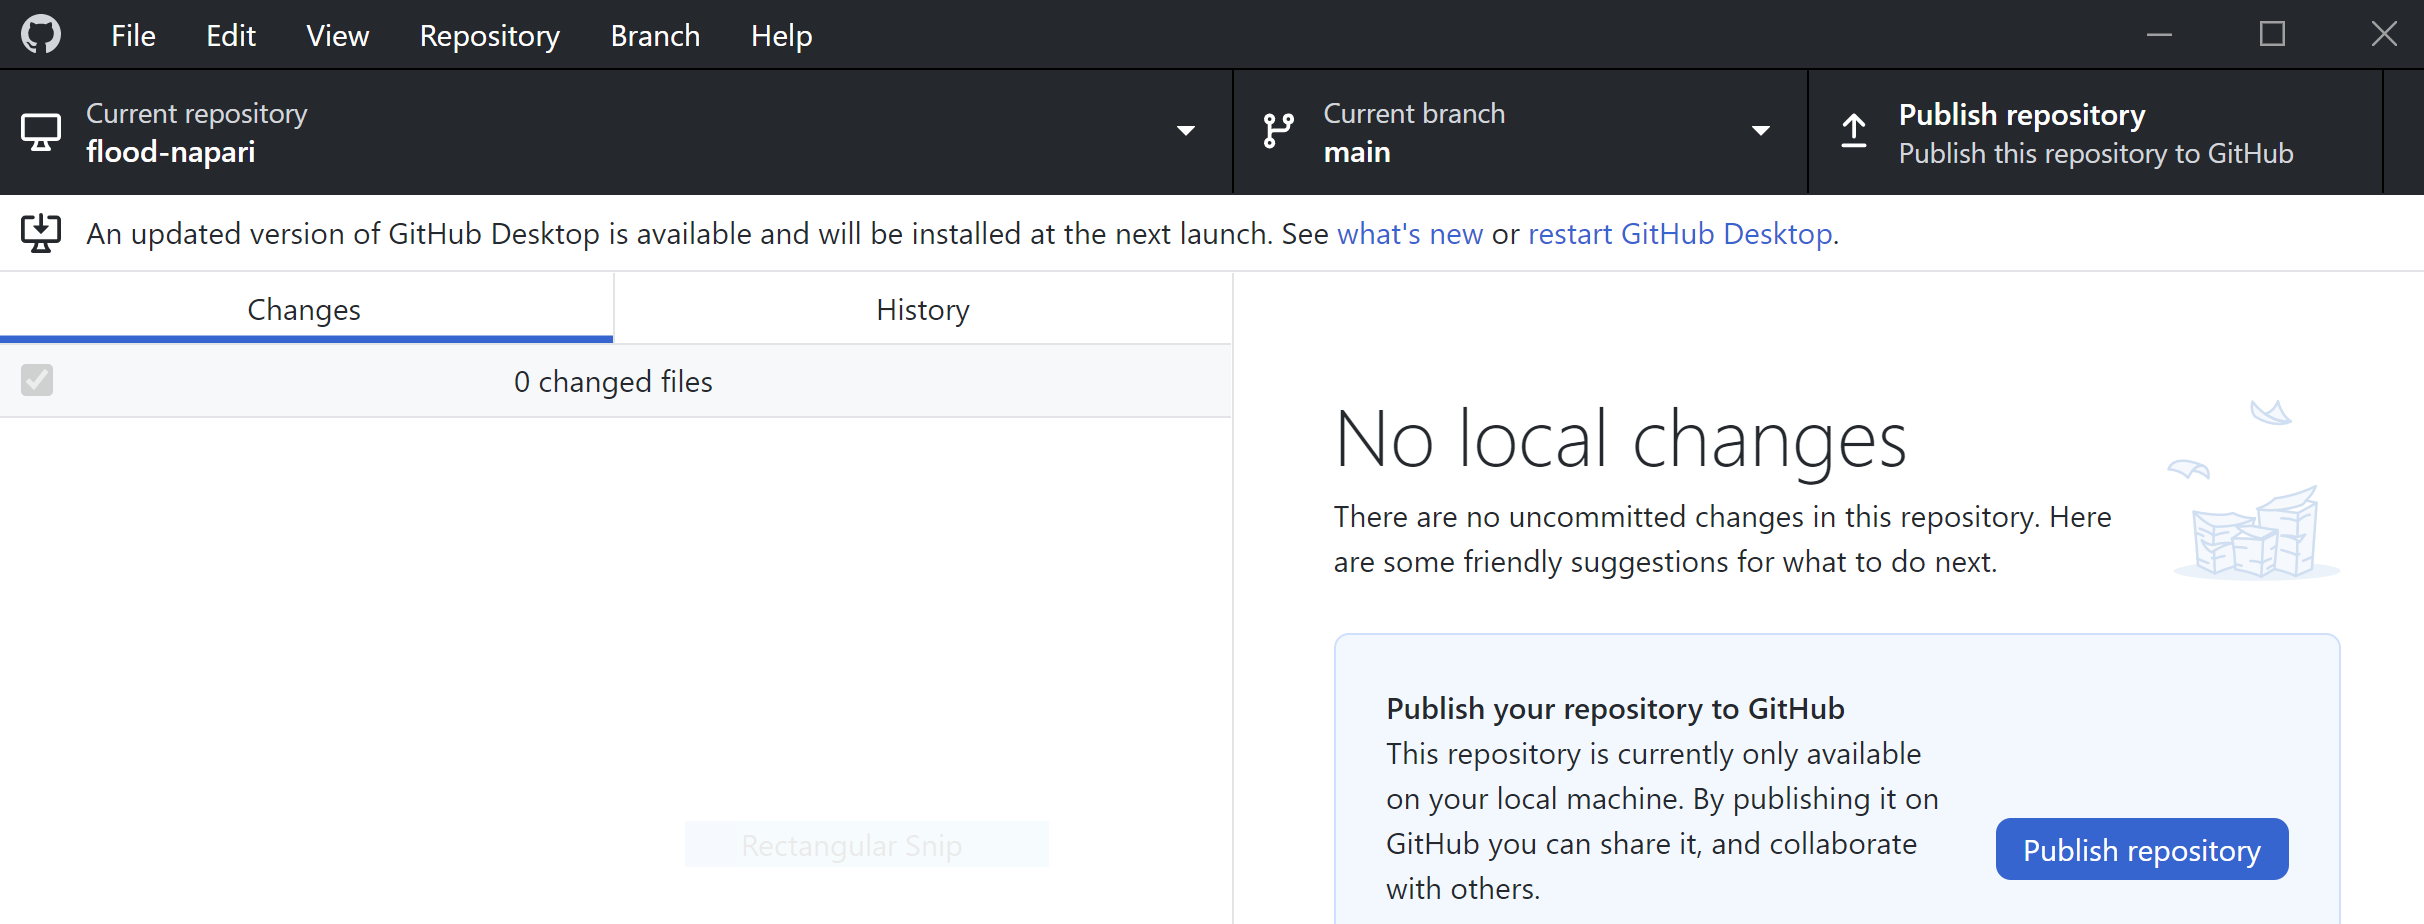 File Edit View Repository Branch Help
Current repository
flood-napari
Current branch
main
Publish repository
Publish this repository to GitHub
An updated version of GitHub Desktop is available and will be installed at the next launch. See what's new or restart GitHub Desktop.
Changes
History
0 changed files
No local changes
There are no uncommitted changes in this repository. Here
are some friendly suggestions for what to do next.
Publish your repository to GitHub
This repository is currently only available
on your local machine. By publishing it on
GitHub you can share it, and collaborate
with others.
Publish repository
Rectangular Snip